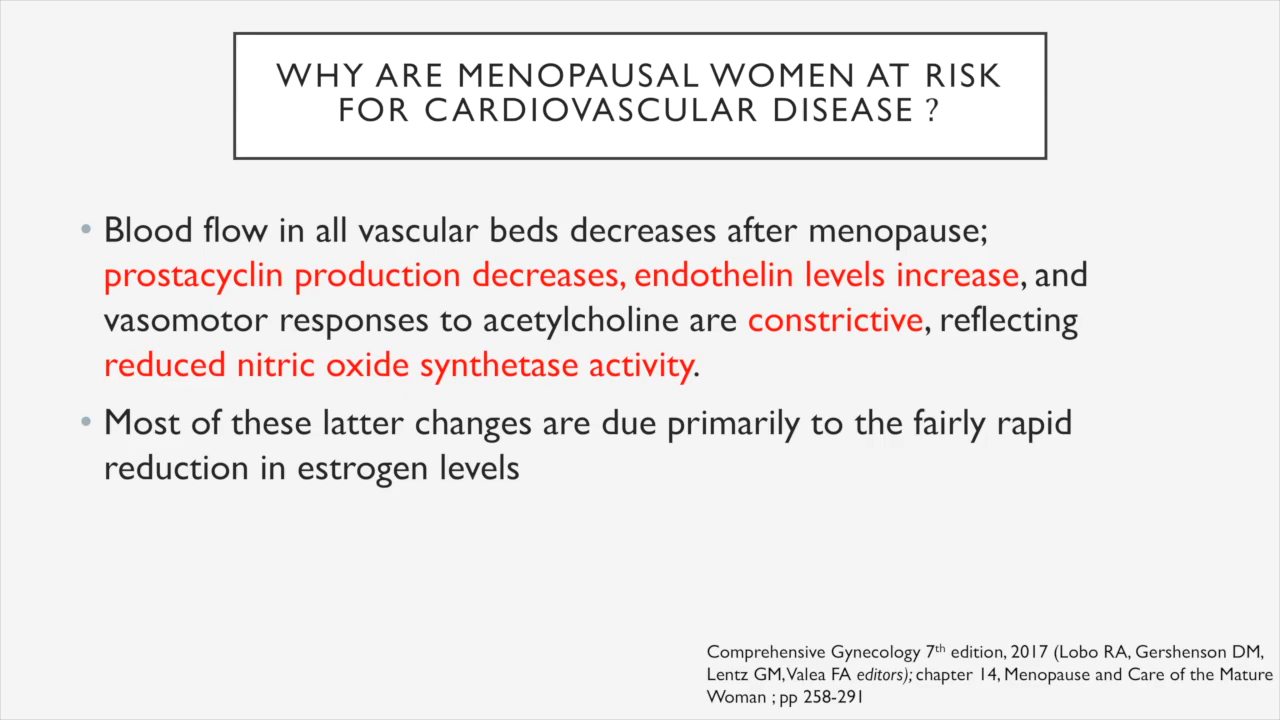 WHY ARE MENOPAUSAL WOMEN AT RISK
FOR CARDIOVASCULAR DISEASE ?
• Blood flow in all vascular beds decreases after menopause;
prostacyclin production decreases, endothelin levels increase, and
vasomotor responses to acetylcholine are constrictive, reflecting
reduced nitric oxide synthetase activity.
• Most of these latter changes are due primarily to the fairly rapid
reduction in estrogen levels
Comprehensive Gynecology 7th edition, 2017 (Lobo RA, Gershenson DM,
Lentz GM, Valea FA editors); chapter 14, Menopause and Care of the Mature
Woman ; pp 258-291